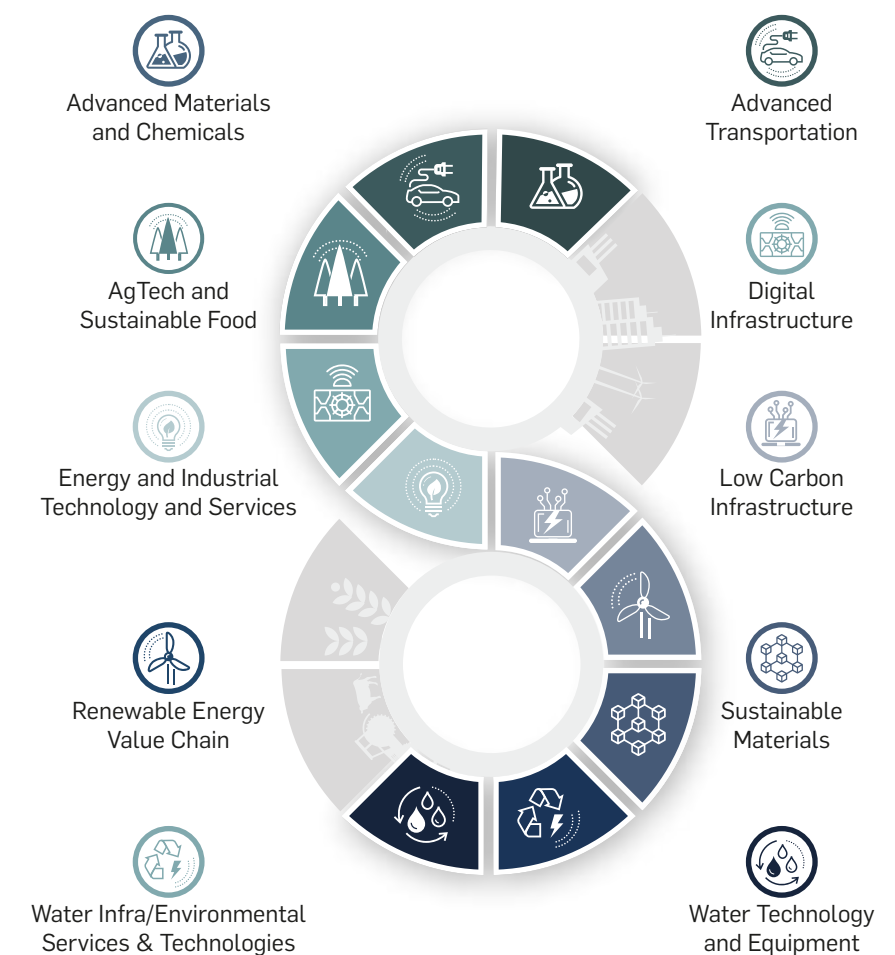 Advanced Materials
and Chemicals
Advanced
Transportation
AgTech and
Sustainable Food
Digital
Infrastructure
Energy and Industrial
Technology and Services
Low Carbon
Infrastructure
Renewable Energy
Value Chain
Sustainable
Materials
Water Infra/Environmental
Services & Technologies
Water Technology
and Equipment